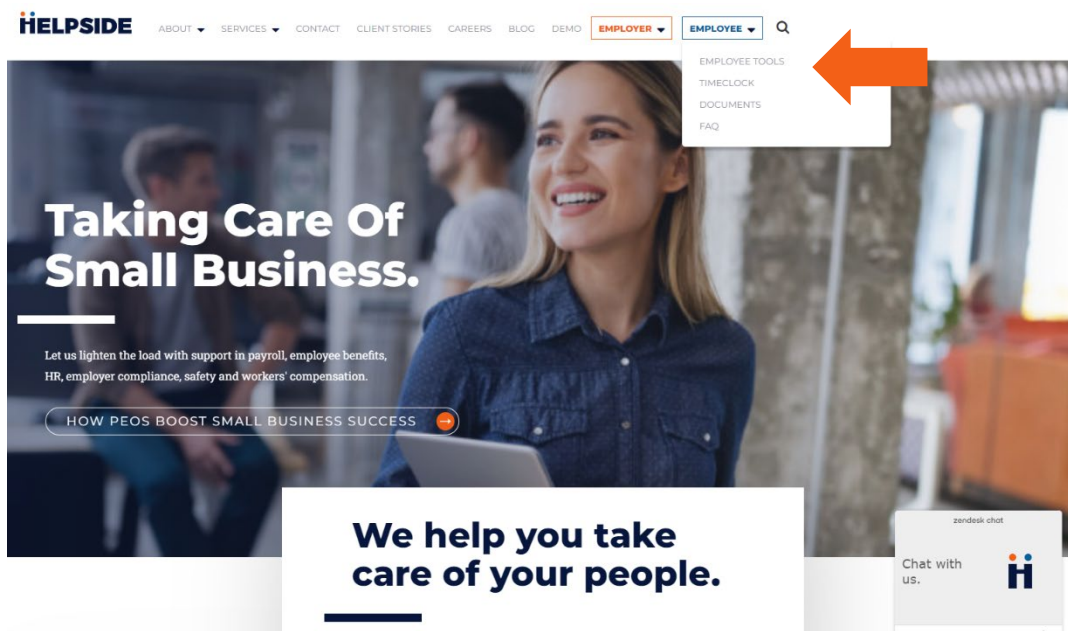 HELPSIDE
ABOUT SERVICES CONTACT CLIENT STORIES CAREERS BLOG DEMO EMPLOYER EMPLOYEE
EMPLOYEE TOOLS
TIMECLOCK
DOCUMENTS
FAQ
Taking Care Of
Small Business.
Let us lighten the load with support in payroll, employee benefits,
HR, employer compliance, safety and workers' compensation.
HOW PEOS BOOST SMALL BUSINESS SUCCESS
We help you take
care of your people.
zendesk chat
Chat with
us.